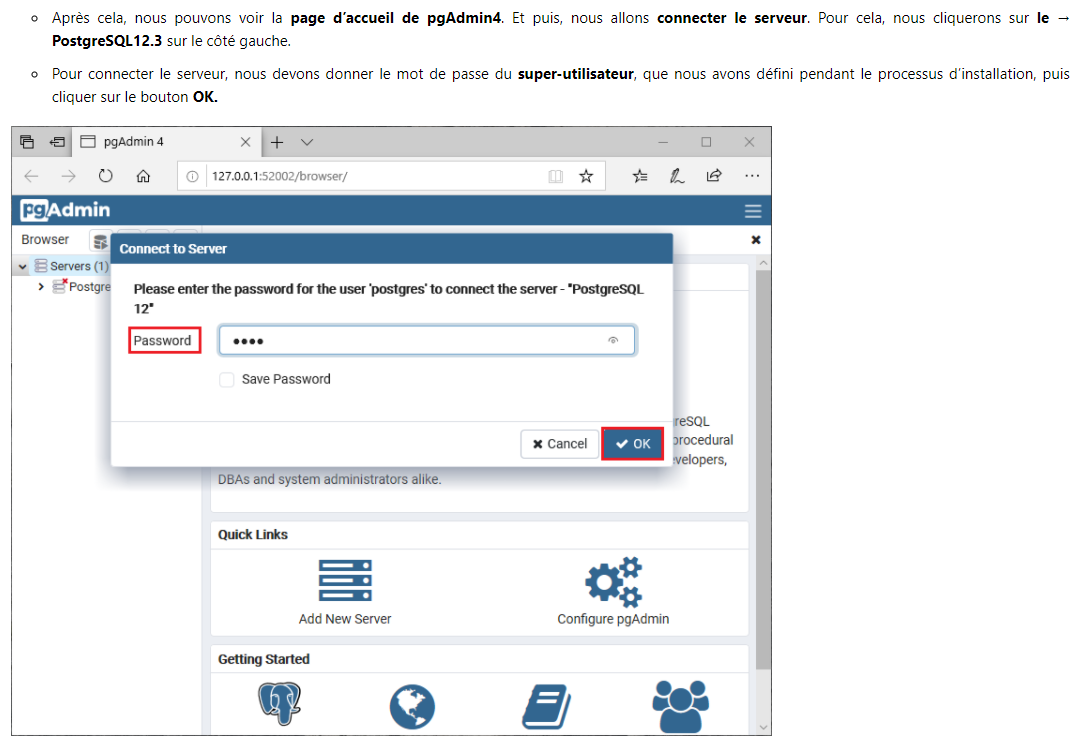 Après cela, nous pouvons voir la page d'accueil de pgAdmin4. Et puis, nous allons connecter le serveur. Pour cela, nous cliquerons sur le →
PostgreSQL12.3 sur le côté gauche.
Pour connecter le serveur, nous devons donner le mot de passe du super-utilisateur, que nous avons défini pendant le processus d'installation, puis
cliquer sur le bouton OK.
pgAdmin 4
127.0.0.1:52002/browser/
pgAdmin
Browser
Connect to Server
Servers (1)
Postgre
Please enter the password for the user 'postgres' to connect the server - "PostgreSQL
12"
Password ••••
Save Password
reSQL
Cancel OK
procedural
evelopers,
DBAs and system administrators alike.
Quick Links
Add New Server Configure pgAdmin
Getting Started